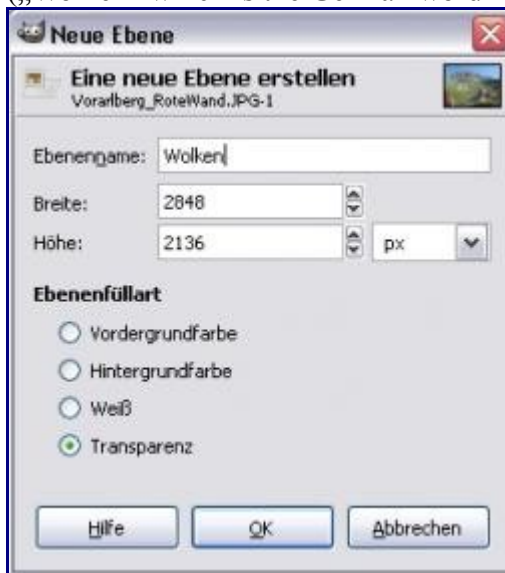 Neue Ebene
Eine neue Ebene erstellen
Vorarlberg_RoteWand.JPG-1
Ebenenname: Wolken
Breite: 2848
Höhe: 2136 px
Ebenenfüllart
Vordergrundfarbe
Hintergrundfarbe
Weiß
Transparenz
Hilfe OK Abbrechen